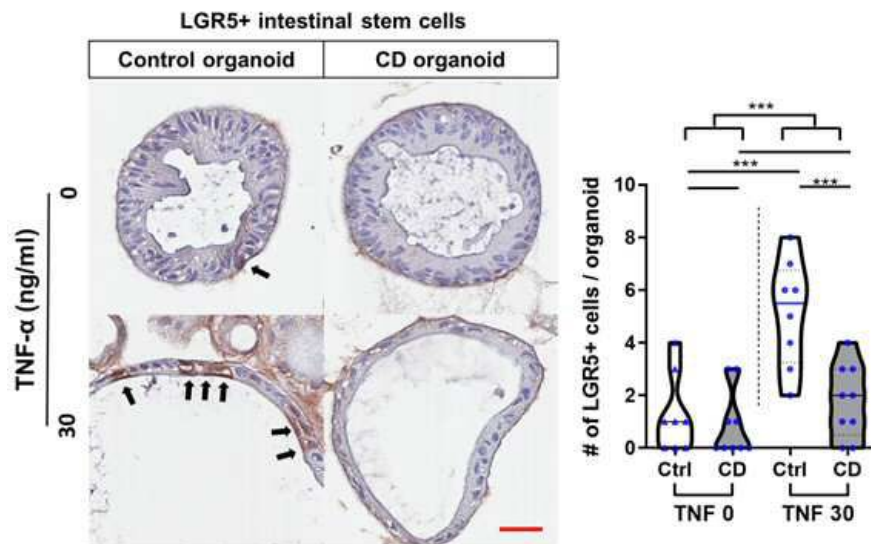 LGR5+ intestinal stem cells
Control organoid CD organoid
TNF-α (ng/ml)
0
30
***
***
***
# of LGR5+ cells / organoid
10
8
6
4
2
0
Ctrl CD Ctrl CD
TNF 0 TNF 30